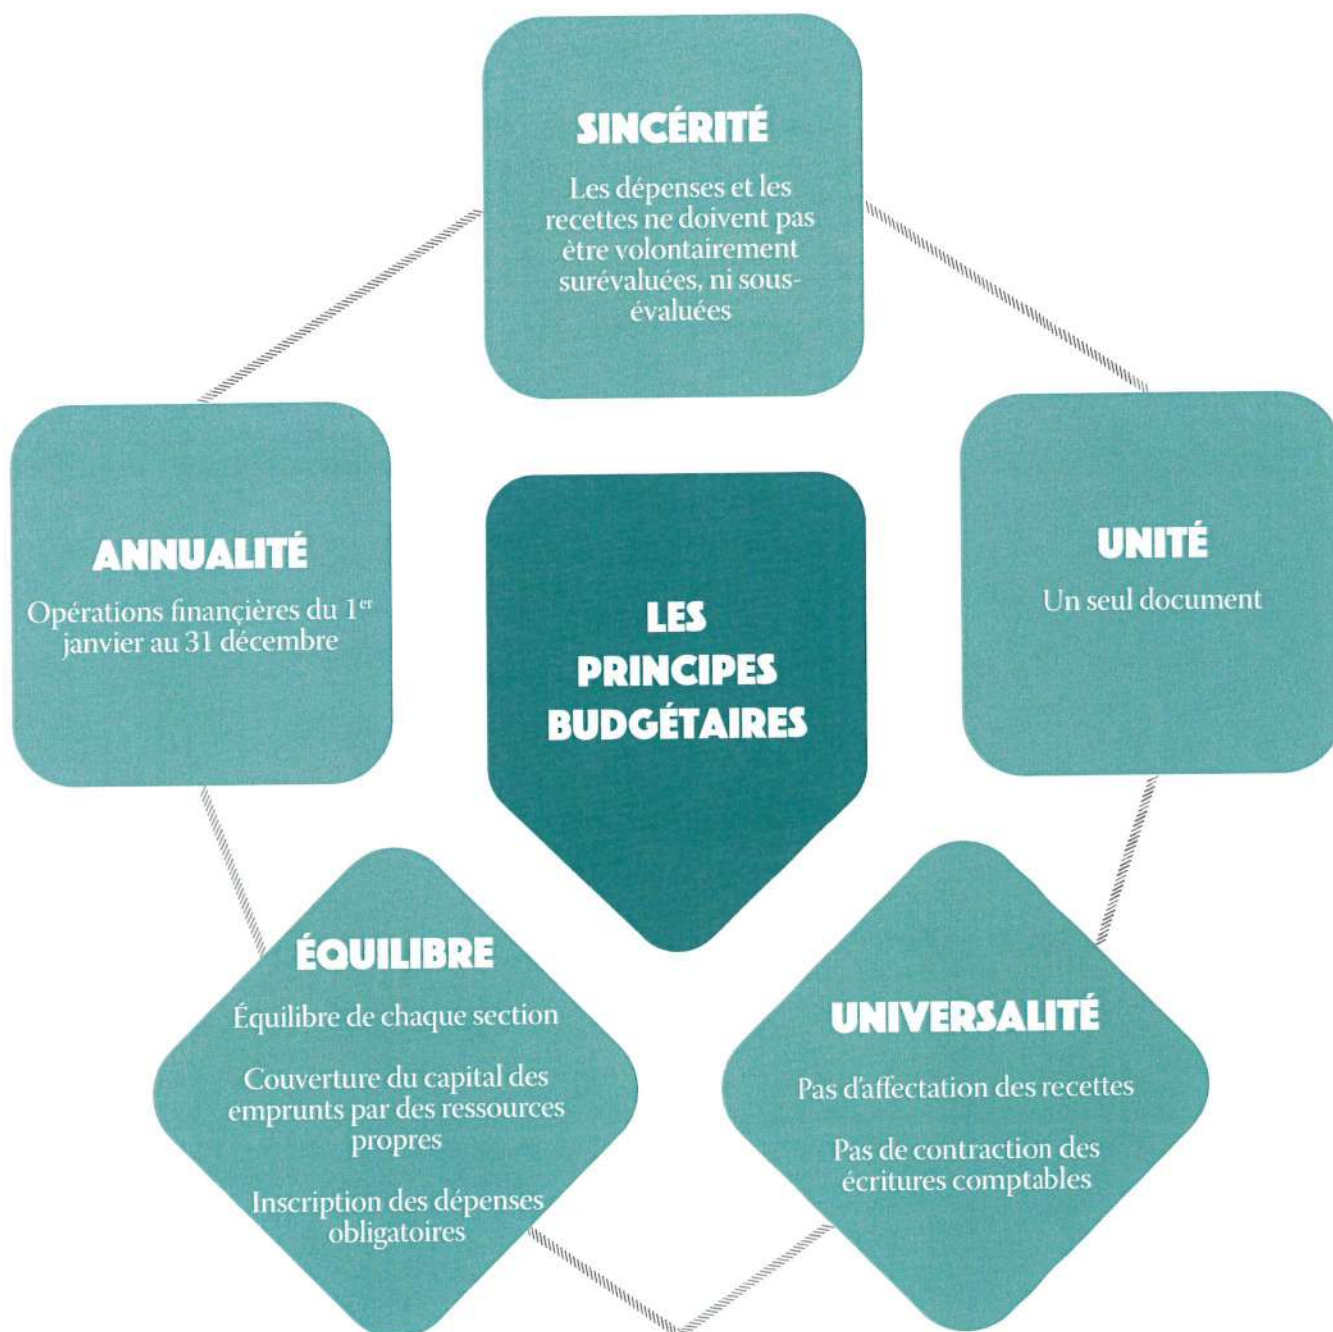 SINCÉRITÉ
Les dépenses et les
recettes ne doivent pas
être volontairement
surévaluées, ni sous-
évaluées
ANNUALITÉ
Opérations finançières du 1er
janvier au 31 décembre
UNITÉ
Un seul document
LES
PRINCIPES
BUDGÉTAIRES
ÉQUILIBRE
Équilibre de chaque section
Couverture du capital des
emprunts par des ressources
propres
Inscription des dépenses
obligatoires
UNIVERSALITÉ
Pas d'affectation des recettes
Pas de contraction des
écritures comptables